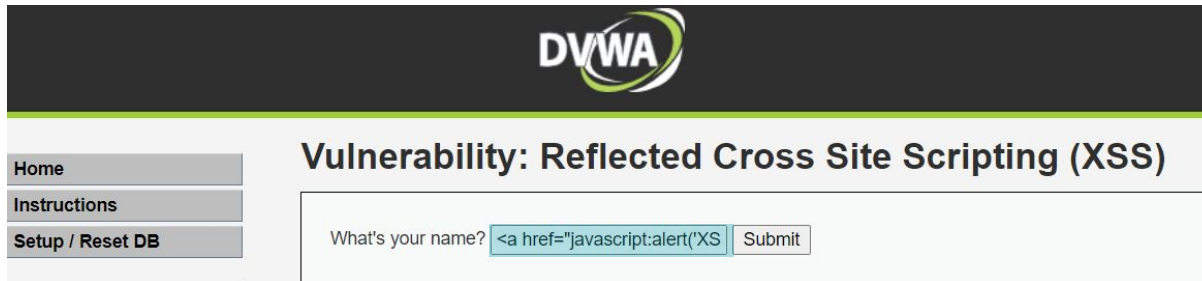 DVWA
Vulnerability: Reflected Cross Site Scripting (XSS)
Home
Instructions
Setup / Reset DB
What's your name? <a href="javascript:alert('XS Submit